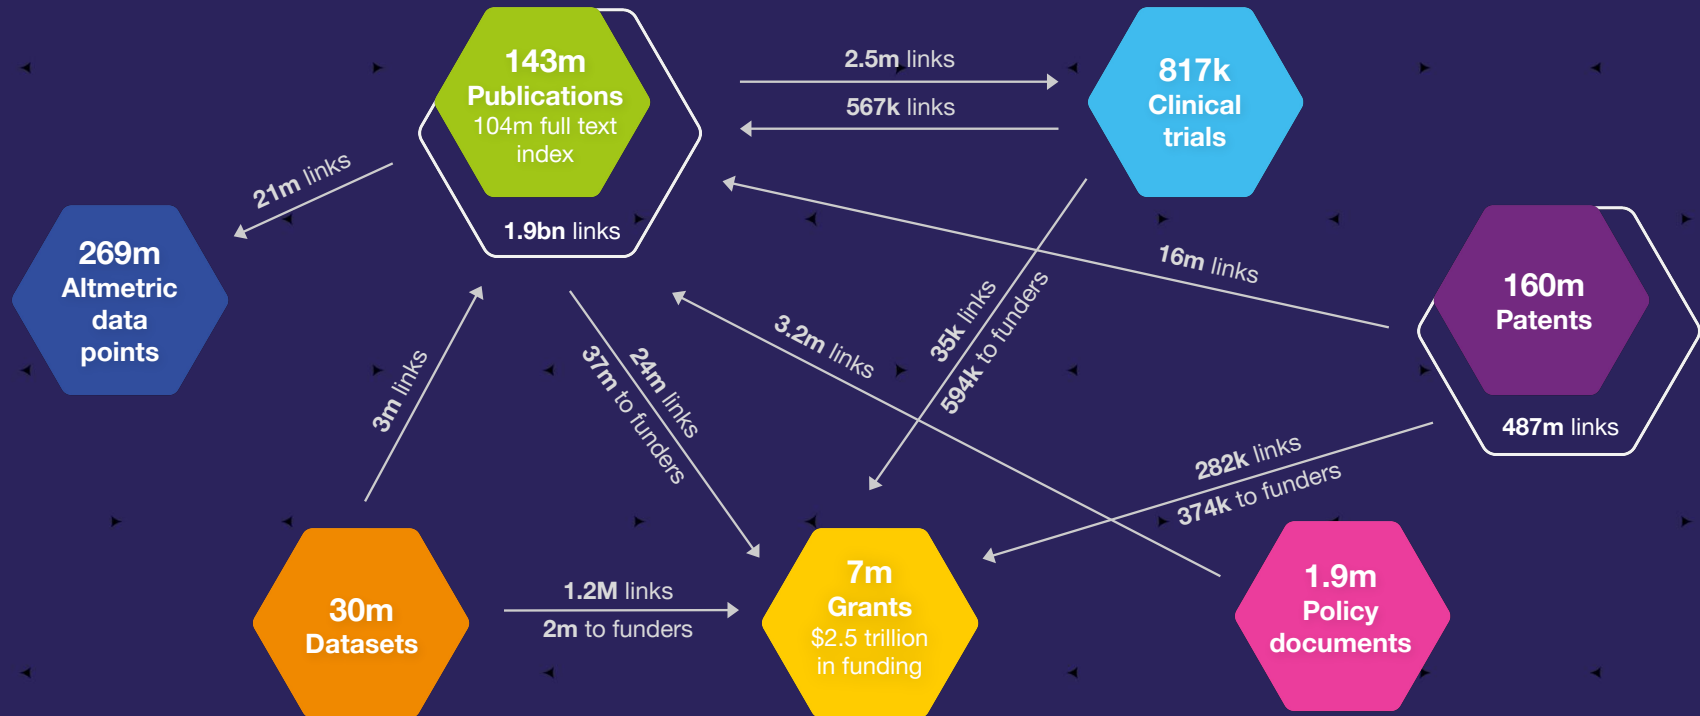 143m
Publications
104m full text
index
1.9bn links
2.5m links
567k links
817k
Clinical
trials
21m links
269m
Altmetric
data
points
16m links
160m
Patents
487m links
3m links
24m links
37m to funders
3.2m links
35k links
594k to funders
282k links
374k to funders
30m
Datasets
1.2M links
2m to funders
7m
Grants
$2.5 trillion
in funding
1.9m
Policy
documents